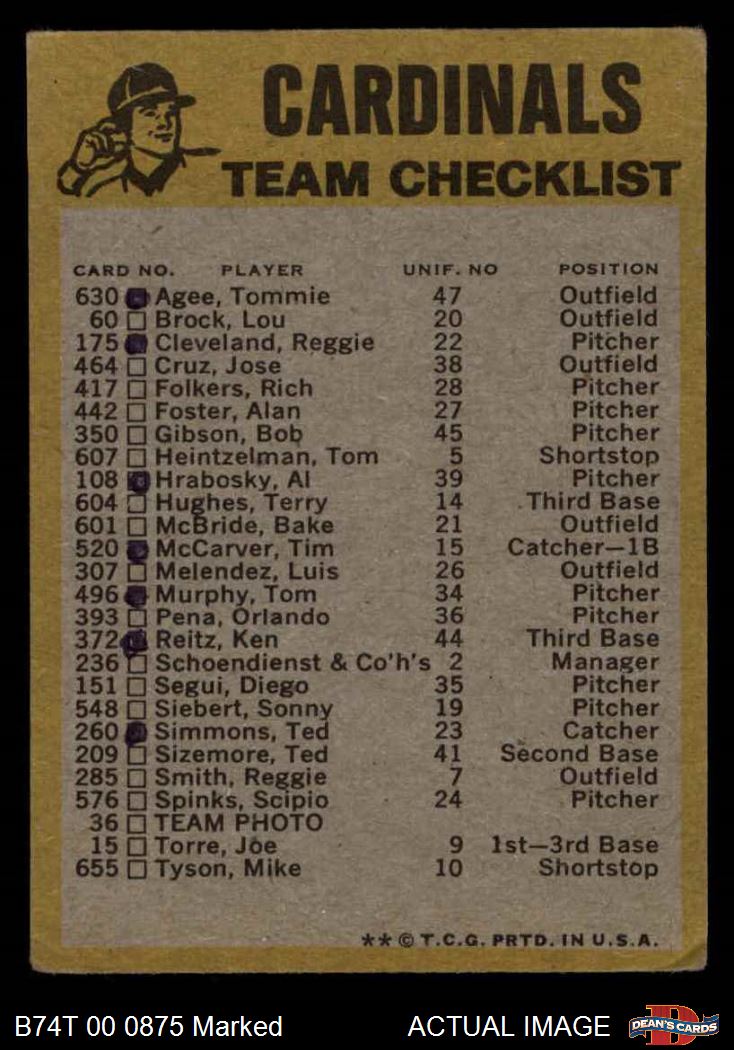 CARDINALS
TEAM CHECKLIST
CARD NO. PLAYER UNIF. NO POSITION
630 Agee, Tommie 47 Outfield
60 Brock, Lou 20 Outfield
175 Cleveland, Reggie 22 Pitcher
464 Cruz, Jose 38 Outfield
417 Folkers, Rich 28 Pitcher
442 Foster, Alan 27 Pitcher
350 Gibson, Bob 45 Pitcher
607 Heintzelman, Tom 5 Shortstop
108 Hrabosky, Al 39 Pitcher
604 Hughes, Terry 14 Third Base
601 McBride, Bake 21 Outfield
520 McCarver, Tim 15 Catcher—1B
307 Melendez, Luis 26 Outfield
496 Murphy, Tom 34 Pitcher
393 Pena, Orlando 36 Pitcher
372 Reitz, Ken 44 Third Base
236 Schoendienst & Co'h's 2 Manager
151 Segui, Diego 35 Pitcher
548 Siebert, Sonny 19 Pitcher
260 Simmons, Ted 23 Catcher
209 Sizemore, Ted 41 Second Base
285 Smith, Reggie 7 Outfield
576 Spinks, Scipio 24 Pitcher
36 TEAM PHOTO
15 Torre, Joe 9 1st—3rd Base
655 Tyson, Mike 10 Shortstop
** © T.C.G. PRTD. IN U.S.A.
B74T 00 0875 Marked ACTUAL IMAGE DEAN'S CARDS